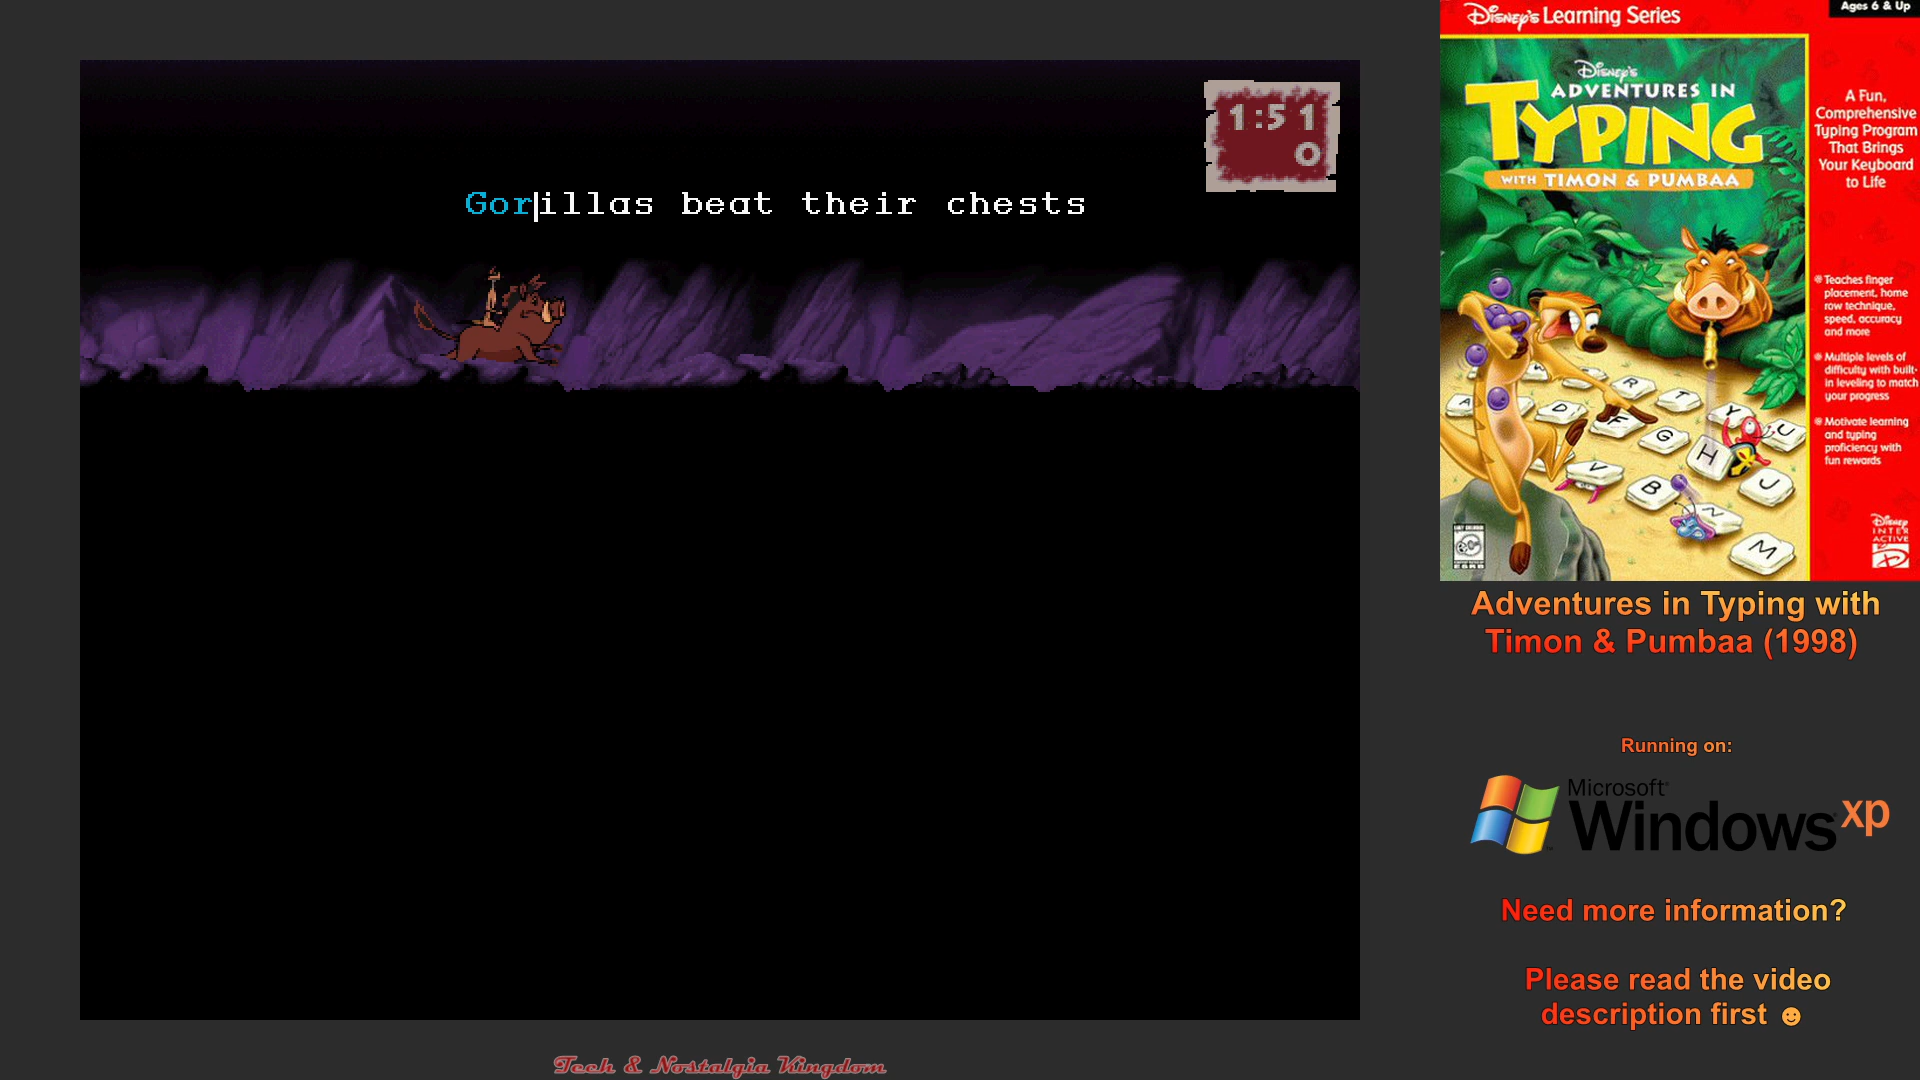 1:51
0
Gorillas beat their chests
Disney's Learning Series
Ages 6 & Up
Disney's
ADVENTURES IN
TYPING
WITH TIMON & PUMBAA
A Fun,
Comprehensive
Typing Program
That Brings
Your Keyboard
to Life
Teaches finger
placement, home
row technique,
speed, accuracy
and more
Multiple levels of
difficulty with built-
in leveling to match
your progress
Motivate learning
and typing
proficiency with
fun rewards
R T Y U
A D F G H J
V B N M
Disney
INTER
ACTIVE
Adventures in Typing with
Timon & Pumbaa (1998)
Running on:
Microsoft
Windows xp
Need more information?
Please read the video
description first ☻
Tech & Nostalgia Kingdom